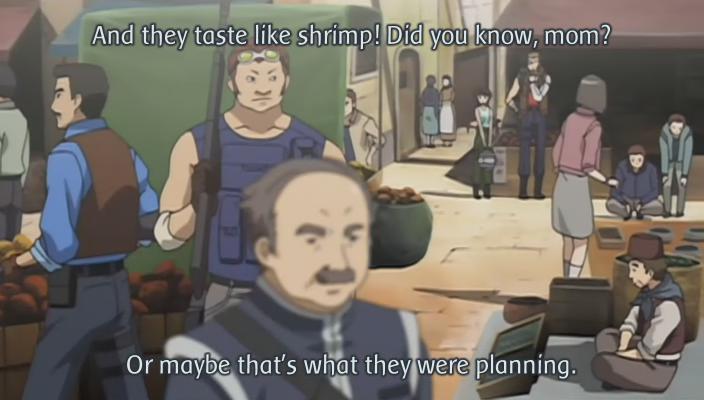 And they taste like shrimp! Did you know, mom?
Or maybe that's what they were planning.